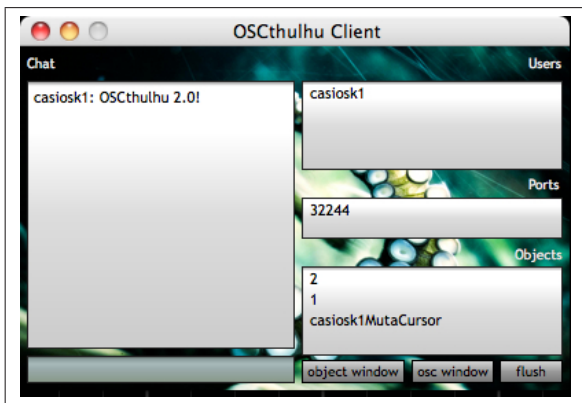 OSCthulhu Client
Chat
casiosk1: OSCthulhu 2.0!
Users
casiosk1
Ports
32244
Objects
2
1
casiosk1MutaCursor
object window
osc window
flush